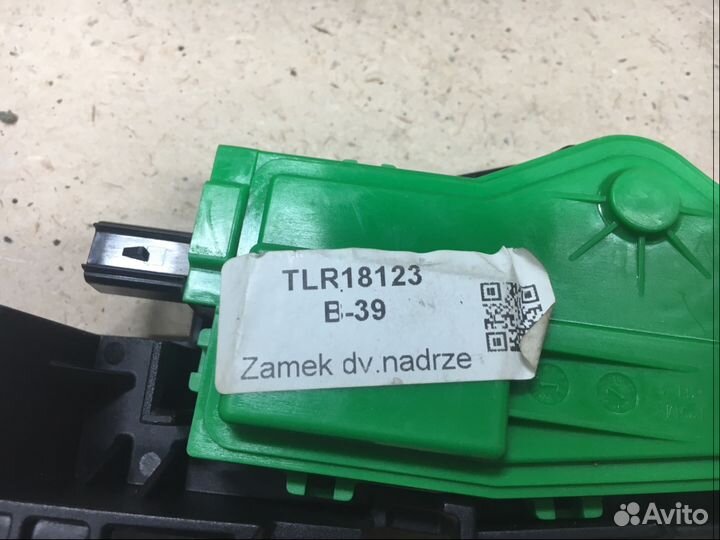 TLR18123
B-39
Zamek dv.nadrze
Avito